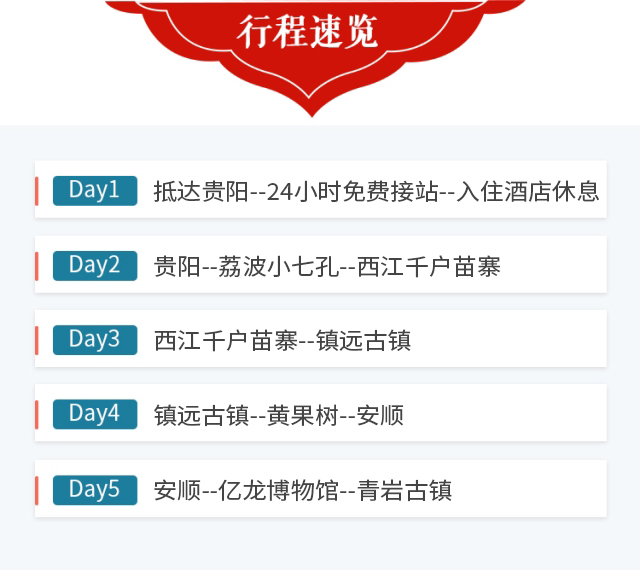 行程速览
Day1 抵达贵阳--24小时免费接站--入住酒店休息
Day2 贵阳--荔波小七孔--西江千户苗寨
Day3 西江千户苗寨--镇远古镇
Day4 镇远古镇--黄果树--安顺
Day5 安顺--亿龙博物馆--青岩古镇